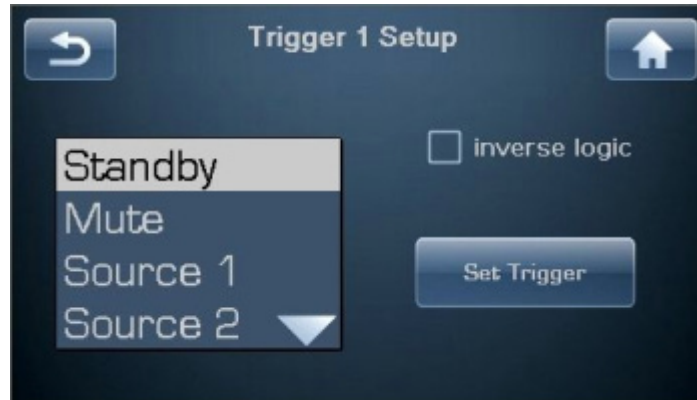 Trigger 1 Setup
inverse logic
Standby
Mute
Source 1
Source 2
Set Trigger